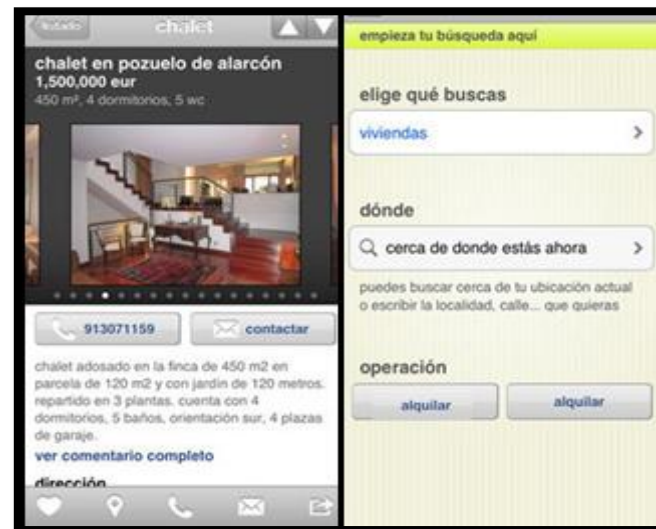 listado
chalet
chalet en pozuelo de alarcón
1,500,000 eur
450 m², 4 dormitorios, 5 wc
913071159
contactar
chalet adosado en la finca de 450 m2 en
parcela de 120 m2 y con jardín de 120 metros.
repartido en 3 plantas. cuenta con 4
dormitorios, 5 baños, orientación sur, 4 plazas
de garaje.
ver comentario completo
dirección
empieza tu búsqueda aquí
elige qué buscas
viviendas
dónde
cerca de donde estás ahora
puedes buscar cerca de tu ubicación actual
o escribir la localidad, calle... que quieras
operación
alquilar
alquilar